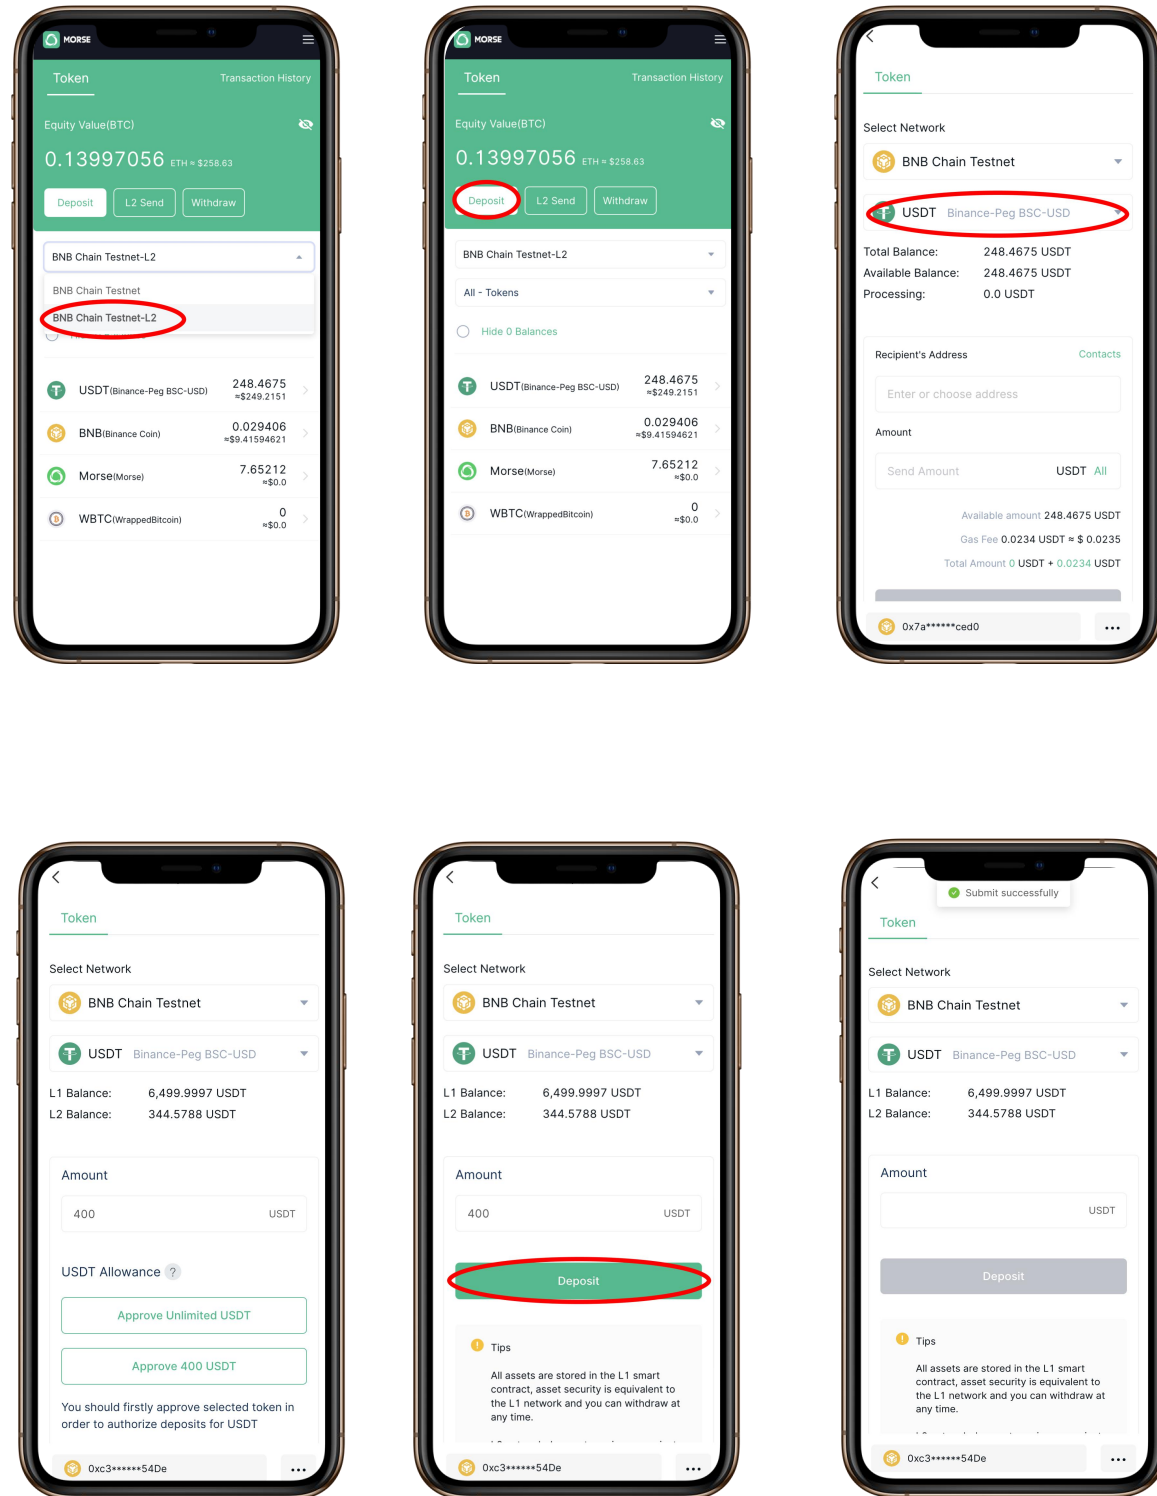 MORSE
Token
Transaction History
Equity Value(BTC)
0.13997056 ETH ≈ $258.63
Deposit
L2 Send
Withdraw
BNB Chain Testnet-L2
BNB Chain Testnet
BNB Chain Testnet-L2
USDT(Binance-Peg BSC-USD)
248.4675
≈$249.2151
BNB(Binance Coin)
0.029406
≈$9.41594621
Morse(Morse)
7.65212
≈$0.0
WBTC(WrappedBitcoin)
0
≈$0.0
MORSE
Token
Transaction History
Equity Value(BTC)
0.13997056 ETH ≈ $258.63
Deposit
L2 Send
Withdraw
BNB Chain Testnet-L2
All - Tokens
Hide 0 Balances
USDT(Binance-Peg BSC-USD)
248.4675
≈$249.2151
BNB(Binance Coin)
0.029406
≈$9.41594621
Morse(Morse)
7.65212
≈$0.0
WBTC(WrappedBitcoin)
0
≈$0.0
Token
Select Network
BNB Chain Testnet
USDT Binance-Peg BSC-USD
Total Balance: 248.4675 USDT
Available Balance: 248.4675 USDT
Processing: 0.0 USDT
Recipient's Address
Contacts
Enter or choose address
Amount
Send Amount
USDT All
Available amount 248.4675 USDT
Gas Fee 0.0234 USDT ≈ $ 0.0235
Total Amount 0 USDT + 0.0234 USDT
0x7a******ced0
Token
Select Network
BNB Chain Testnet
USDT Binance-Peg BSC-USD
L1 Balance: 6,499.9997 USDT
L2 Balance: 344.5788 USDT
Amount
400 USDT
USDT Allowance ?
Approve Unlimited USDT
Approve 400 USDT
You should firstly approve selected token in
order to authorize deposits for USDT
0xc3******54De
Token
Select Network
BNB Chain Testnet
USDT Binance-Peg BSC-USD
L1 Balance: 6,499.9997 USDT
L2 Balance: 344.5788 USDT
Amount
400 USDT
Deposit
Tips
All assets are stored in the L1 smart
contract, asset security is equivalent to
the L1 network and you can withdraw at
any time.
0xc3******54De
Submit successfully
Token
Select Network
BNB Chain Testnet
USDT Binance-Peg BSC-USD
L1 Balance: 6,499.9997 USDT
L2 Balance: 344.5788 USDT
Amount
USDT
Deposit
Tips
All assets are stored in the L1 smart
contract, asset security is equivalent to
the L1 network and you can withdraw at
any time.
0xc3******54De